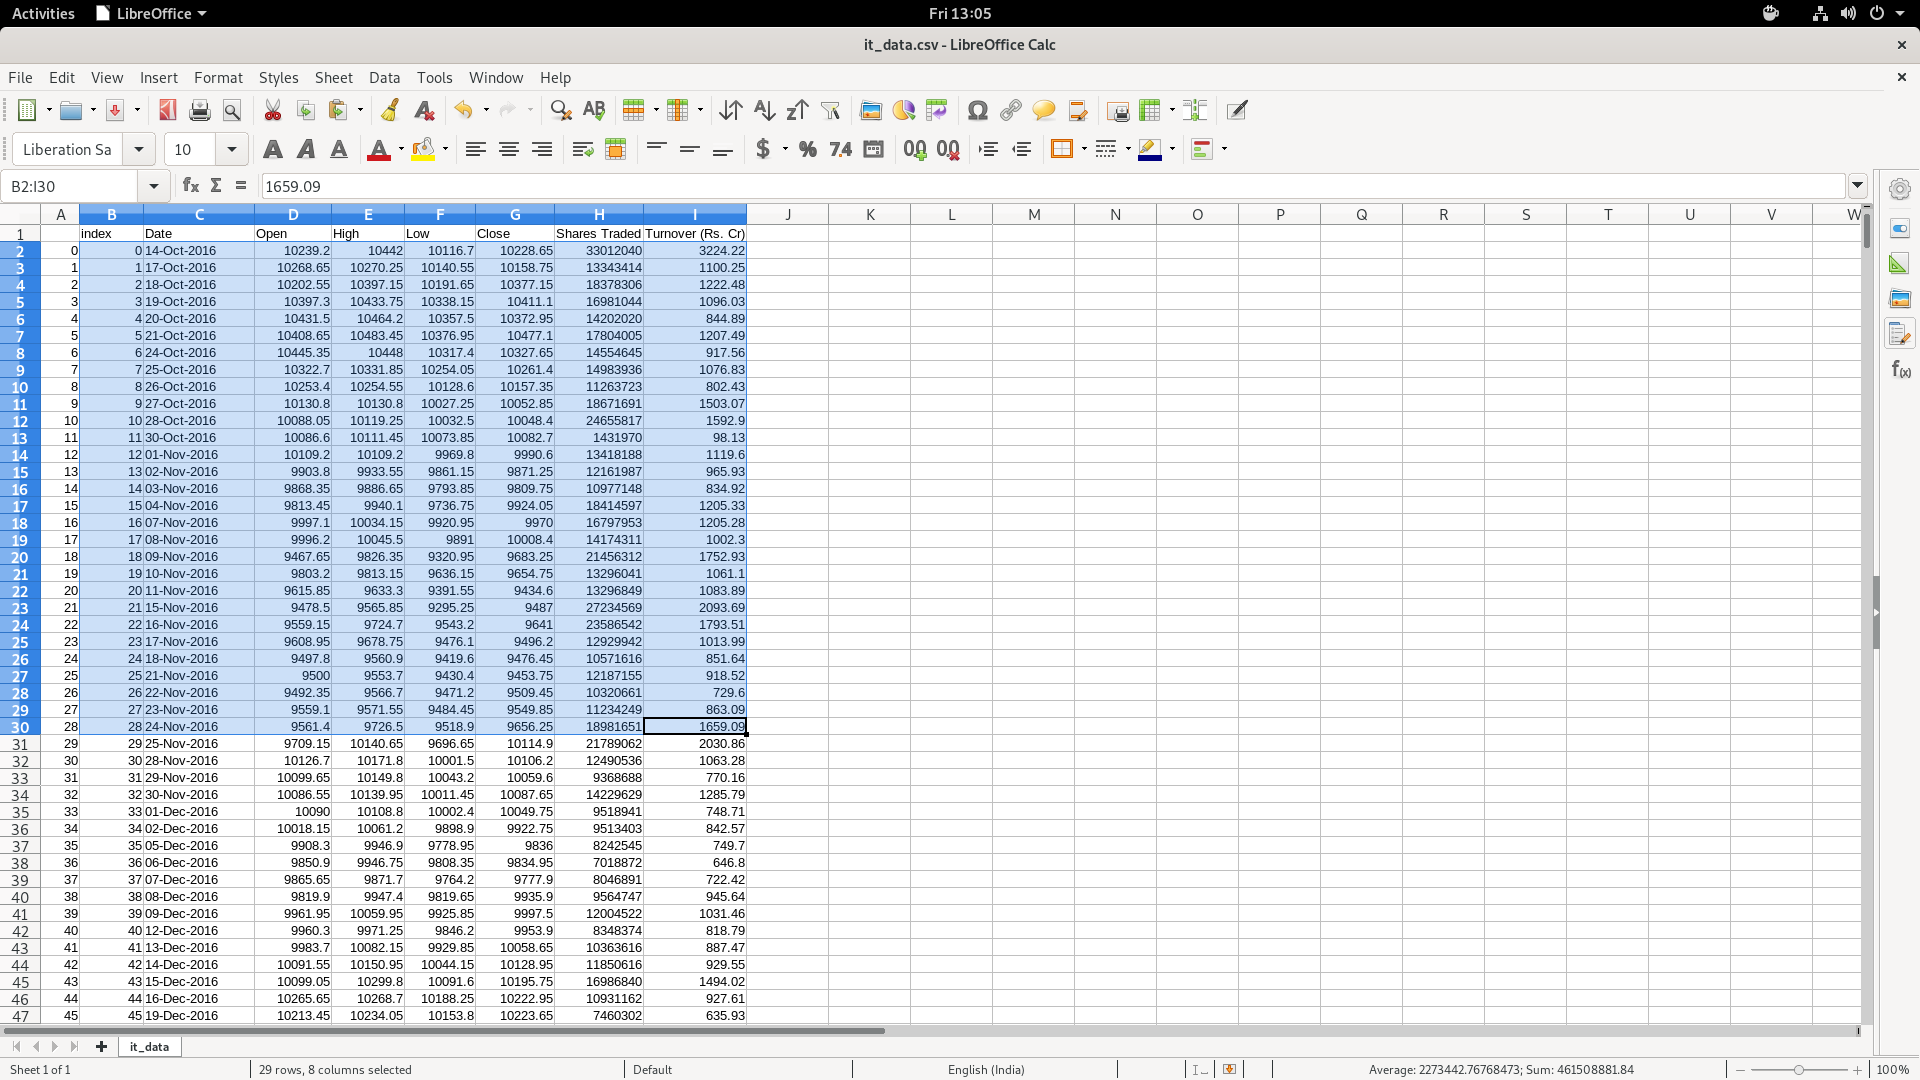 Activities LibreOffice Fri 13:05
it_data.csv - LibreOffice Calc
File Edit View Insert Format Styles Sheet Data Tools Window Help
Liberation Sa 10
B2:I30 1659.09
A B C D E F G H I J K L M N O P Q R S T U V W
1 index Date Open High Low Close Shares Traded Turnover (Rs. Cr)
2 0 0 14-Oct-2016 10239.2 10442 10116.7 10228.65 33012040 3224.22
3 1 1 17-Oct-2016 10268.65 10270.25 10140.55 10158.75 13343414 1100.25
4 2 2 18-Oct-2016 10202.55 10397.15 10191.65 10377.15 18378306 1222.48
5 3 3 19-Oct-2016 10397.3 10433.75 10338.15 10411.1 16981044 1096.03
6 4 4 20-Oct-2016 10431.5 10464.2 10357.5 10372.95 14202020 844.89
7 5 5 21-Oct-2016 10408.65 10483.45 10376.95 10477.1 17804005 1207.49
8 6 6 24-Oct-2016 10445.35 10448 10317.4 10327.65 14554645 917.56
9 7 7 25-Oct-2016 10322.7 10331.85 10254.05 10261.4 14983936 1076.83
10 8 8 26-Oct-2016 10253.4 10254.55 10128.6 10157.35 11263723 802.43
11 9 9 27-Oct-2016 10130.8 10130.8 10027.25 10052.85 18671691 1503.07
12 10 10 28-Oct-2016 10088.05 10119.25 10032.5 10048.4 24655817 1592.9
13 11 11 30-Oct-2016 10086.6 10111.45 10073.85 10082.7 1431970 98.13
14 12 12 01-Nov-2016 10109.2 10109.2 9969.8 9990.6 13418188 1119.6
15 13 13 02-Nov-2016 9903.8 9933.55 9861.15 9871.25 12161987 965.93
16 14 14 03-Nov-2016 9868.35 9886.65 9793.85 9809.75 10977148 834.92
17 15 15 04-Nov-2016 9813.45 9940.1 9736.75 9924.05 18414597 1205.33
18 16 16 07-Nov-2016 9997.1 10034.15 9920.95 9970 16797953 1205.28
19 17 17 08-Nov-2016 9996.2 10045.5 9891 10008.4 14174311 1002.3
20 18 18 09-Nov-2016 9467.65 9826.35 9320.95 9683.25 21456312 1752.93
21 19 19 10-Nov-2016 9803.2 9813.15 9636.15 9654.75 13296041 1061.1
22 20 20 11-Nov-2016 9615.85 9633.3 9391.55 9434.6 13296849 1083.89
23 21 21 15-Nov-2016 9478.5 9565.85 9295.25 9487 27234569 2093.69
24 22 22 16-Nov-2016 9559.15 9724.7 9543.2 9641 23586542 1793.51
25 23 23 17-Nov-2016 9608.95 9678.75 9476.1 9496.2 12929942 1013.99
26 24 24 18-Nov-2016 9497.8 9560.9 9419.6 9476.45 10571616 851.64
27 25 25 21-Nov-2016 9500 9553.7 9430.4 9453.75 12187155 918.52
28 26 26 22-Nov-2016 9492.35 9566.7 9471.2 9509.45 10320661 729.6
29 27 27 23-Nov-2016 9559.1 9571.55 9484.45 9549.85 11234249 863.09
30 28 28 24-Nov-2016 9561.4 9726.5 9518.9 9656.25 18981651 1659.09
31 29 29 25-Nov-2016 9709.15 10140.65 9696.65 10114.9 21789062 2030.86
32 30 30 28-Nov-2016 10126.7 10171.8 10001.5 10106.2 12490536 1063.28
33 31 31 29-Nov-2016 10099.65 10149.8 10043.2 10059.6 9368688 770.16
34 32 32 30-Nov-2016 10086.55 10139.95 10011.45 10087.65 14229629 1285.79
35 33 33 01-Dec-2016 10090 10108.8 10002.4 10049.75 9518941 748.71
36 34 34 02-Dec-2016 10018.15 10061.2 9898.9 9922.75 9513403 842.57
37 35 35 05-Dec-2016 9908.3 9946.9 9778.95 9836 8242545 749.7
38 36 36 06-Dec-2016 9850.9 9946.75 9808.35 9834.95 7018872 646.8
39 37 37 07-Dec-2016 9865.65 9871.7 9764.2 9777.9 8046891 722.42
40 38 38 08-Dec-2016 9819.9 9947.4 9819.65 9935.9 9564747 945.64
41 39 39 09-Dec-2016 9961.95 10059.95 9925.85 9997.5 12004522 1031.46
42 40 40 12-Dec-2016 9960.3 9971.25 9846.2 9953.9 8348374 818.79
43 41 41 13-Dec-2016 9983.7 10082.15 9929.85 10058.65 10363616 887.47
44 42 42 14-Dec-2016 10091.55 10150.95 10044.15 10128.95 11850616 929.55
45 43 43 15-Dec-2016 10099.05 10299.8 10091.6 10195.75 16986840 1494.02
46 44 44 16-Dec-2016 10265.65 10268.7 10188.25 10222.95 10931162 927.61
47 45 45 19-Dec-2016 10213.45 10234.05 10153.8 10223.65 7460302 635.93
it_data
Sheet 1 of 1 29 rows, 8 columns selected Default English (India) Average: 2273442.76768473; Sum: 461508881.84 100%